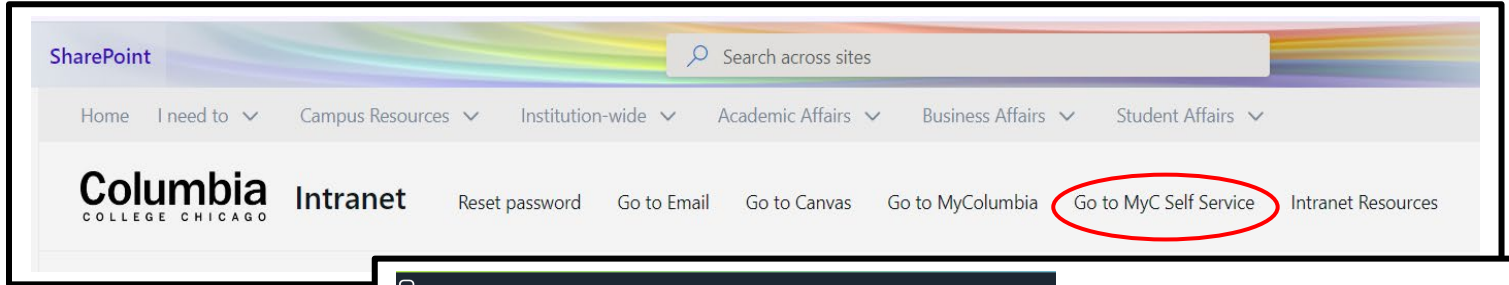 SharePoint Search across sites
Home I need to Campus Resources Institution-wide Academic Affairs Business Affairs Student Affairs
Columbia Intranet Reset password Go to Email Go to Canvas Go to MyColumbia Go to MyC Self Service Intranet Resources
COLLEGE CHICAGO